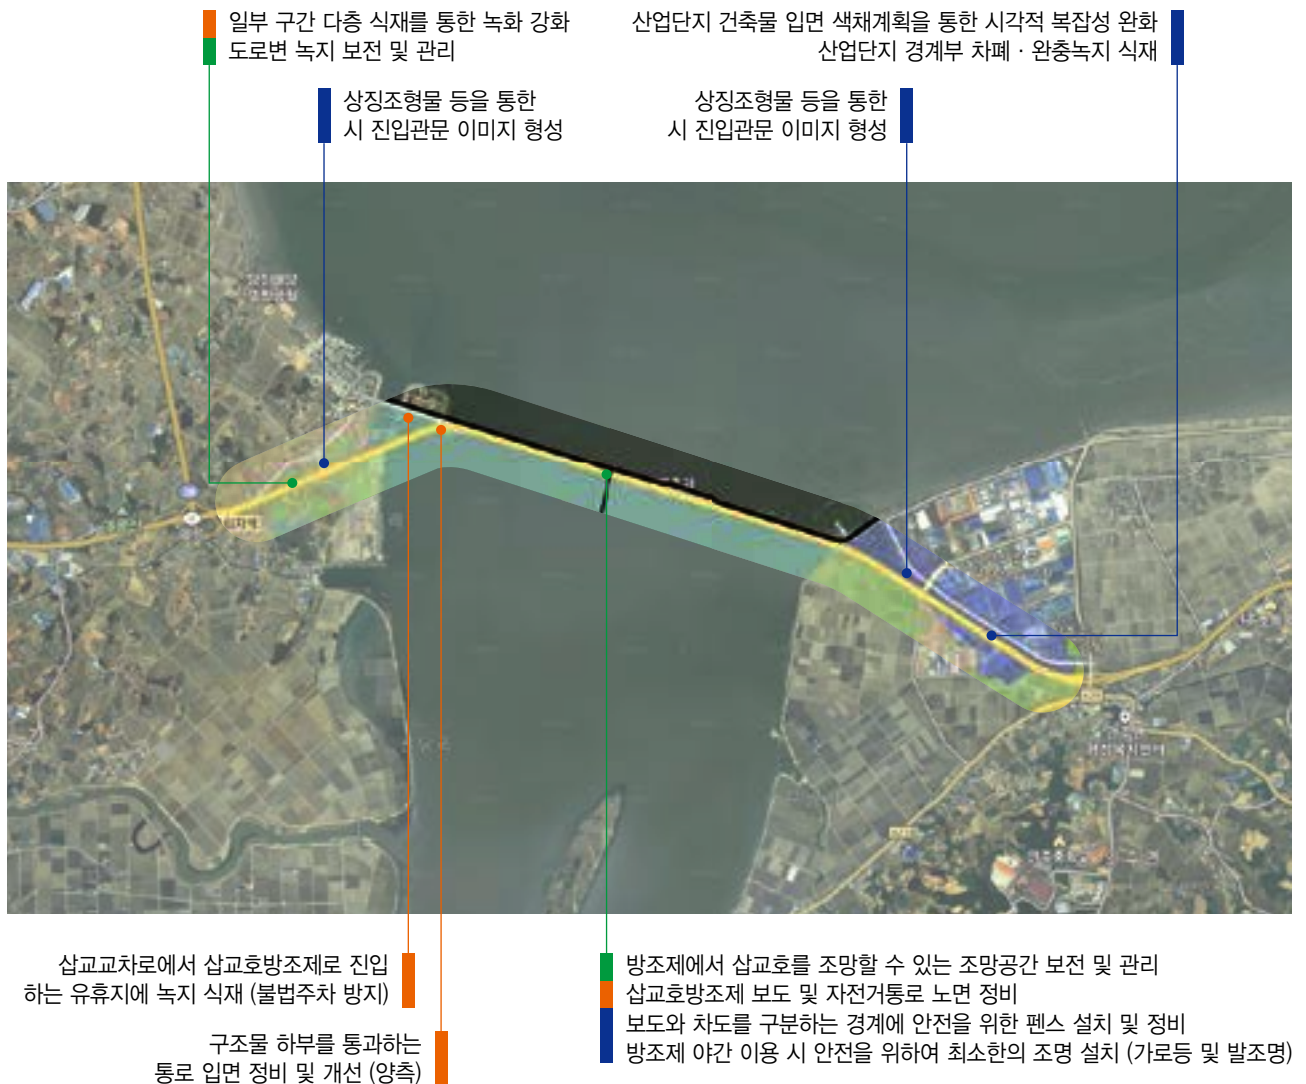 일부 구간 다층 식재를 통한 녹화 강화
도로변 녹지 보전 및 관리
산업단지 건축물 입면 색채계획을 통한 시각적 복잡성 완화
산업단지 경계부 차폐 · 완충녹지 식재
상징조형물 등을 통한
시 진입관문 이미지 형성
상징조형물 등을 통한
시 진입관문 이미지 형성
삽교교차로에서 삽교호방조제로 진입
하는 유휴지에 녹지 식재 (불법주차 방지)
구조물 하부를 통과하는
통로 입면 정비 및 개선 (양측)
방조제에서 삽교호를 조망할 수 있는 조망공간 보전 및 관리
삽교호방조제 보도 및 자전거통로 노면 정비
보도와 차도를 구분하는 경계에 안전을 위한 펜스 설치 및 정비
방조제 야간 이용 시 안전을 위하여 최소한의 조명 설치 (가로등 및 발조명)